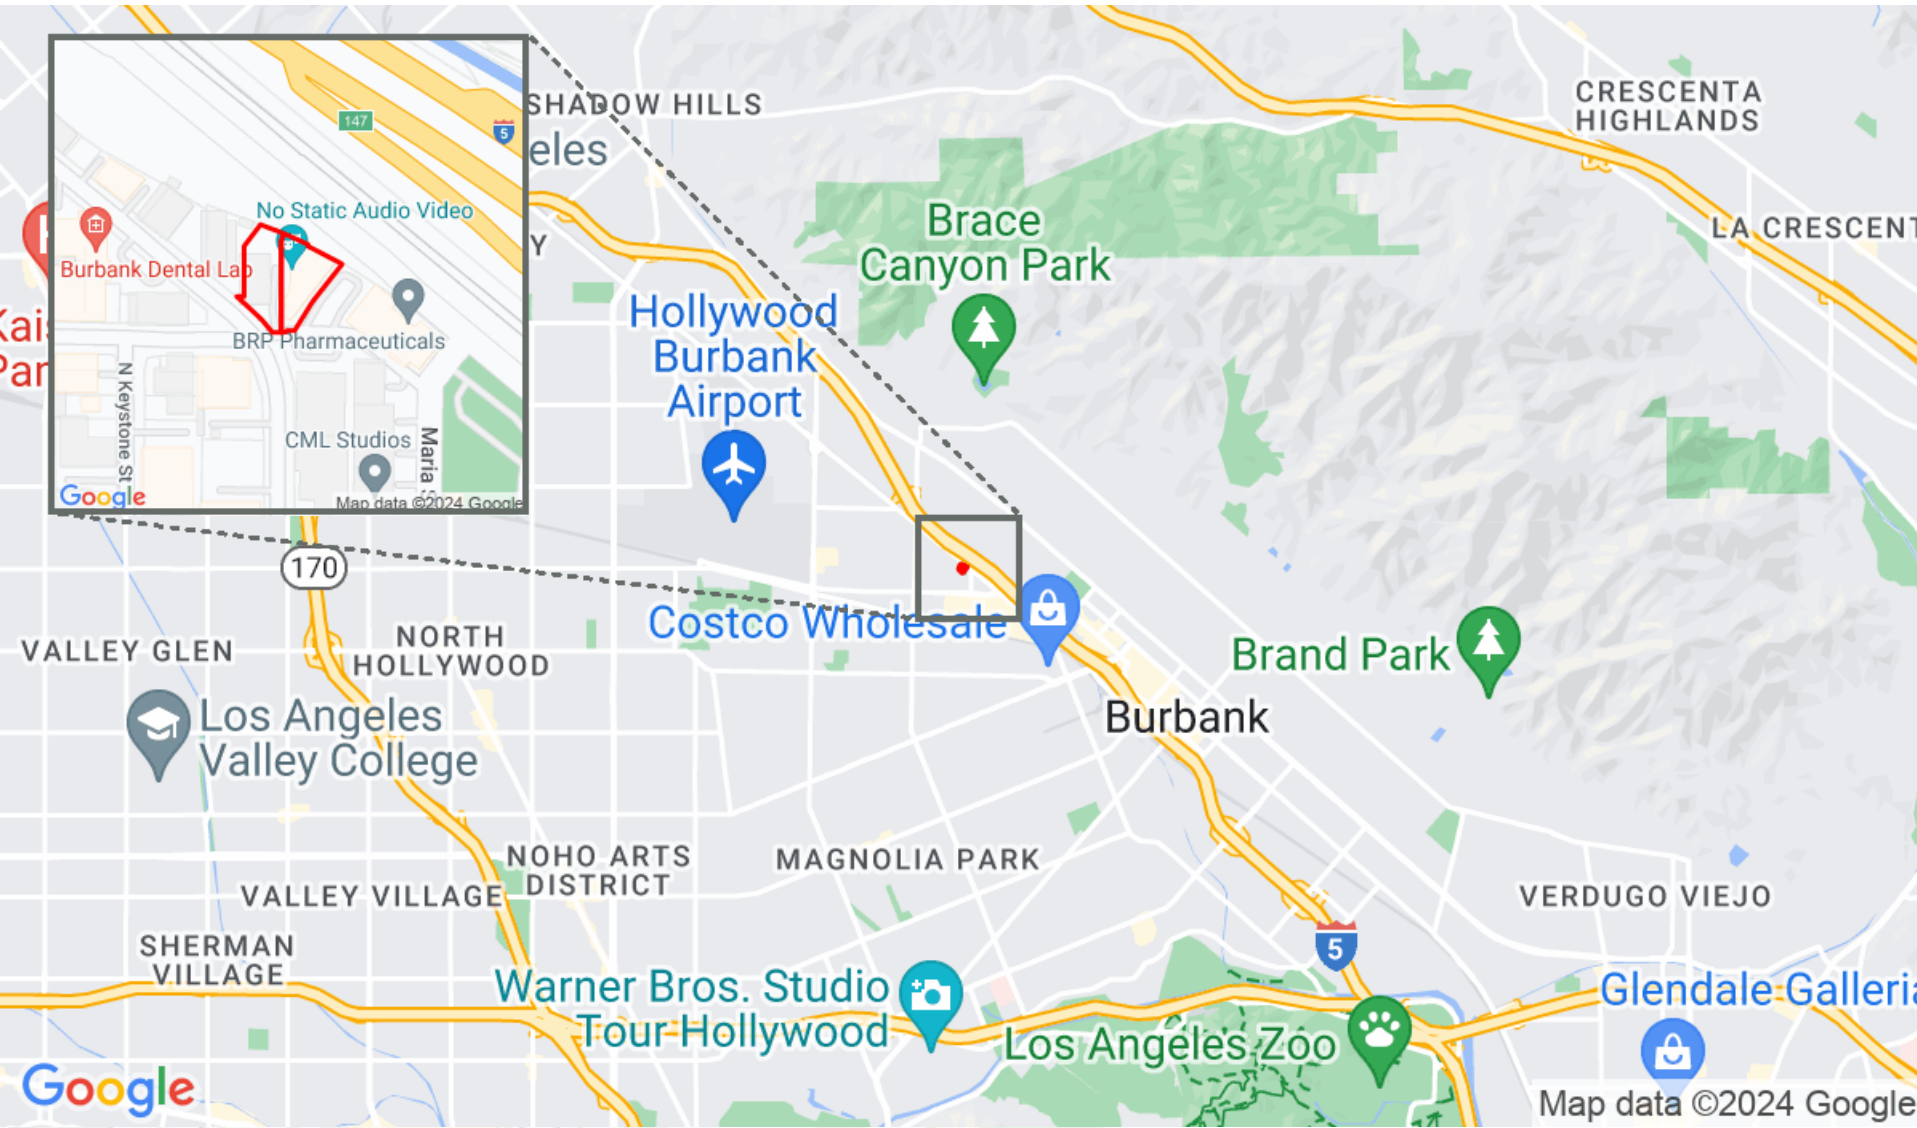 147
5
No Static Audio Video
Burbank Dental Lab
BRP Pharmaceuticals
N Keystone St
CML Studios
Maria S
Google
Map data ©2024 Google
SHADOW HILLS
eles
Y
Kais
Par
CRESCENTA
HIGHLANDS
LA CRESCENT
Brace
Canyon Park
Hollywood
Burbank
Airport
170
Costco Wholesale
VALLEY GLEN
NORTH
HOLLYWOOD
Brand Park
Los Angeles
Valley College
Burbank
NOHO ARTS
DISTRICT
MAGNOLIA PARK
VALLEY VILLAGE
VERDUGO VIEJO
SHERMAN
VILLAGE
5
Warner Bros. Studio
Tour Hollywood
Glendale Galleria
Los Angeles Zoo
Google
Map data ©2024 Google